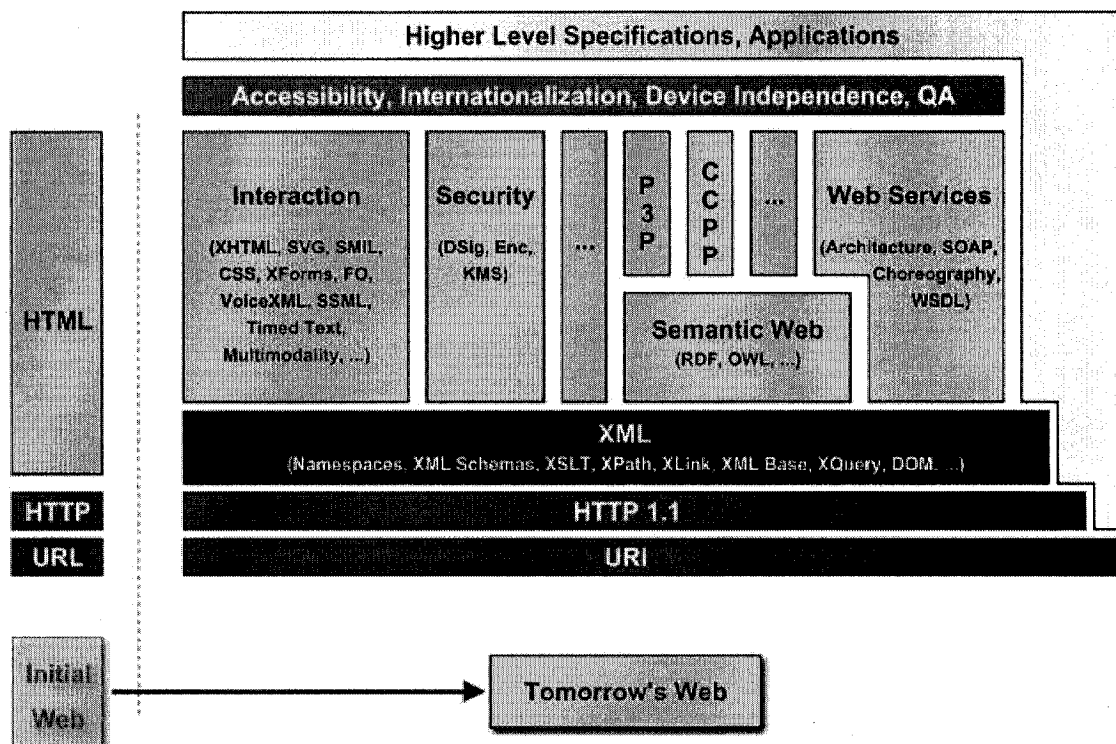 Higher Level Specifications, Applications
Accessibility, Internationalization, Device Independence, QA
HTML
Interaction
(XHTML, SVG, SMIL,
CSS, XForms, FO,
VoiceXML, SSML,
Timed Text,
Multimodality, ...)
Security
(DSig, Enc,
KMS)
...
P3P
CCPP
...
Web Services
(Architecture, SOAP,
Choreography,
WSDL)
Semantic Web
(RDF, OWL, ...)
XML
(Namespaces, XML Schemas, XSLT, XPath, XLink, XML Base, XQuery, DOM, ...)
HTTP
HTTP 1.1
URL
URI
Initial
Web
Tomorrow's Web